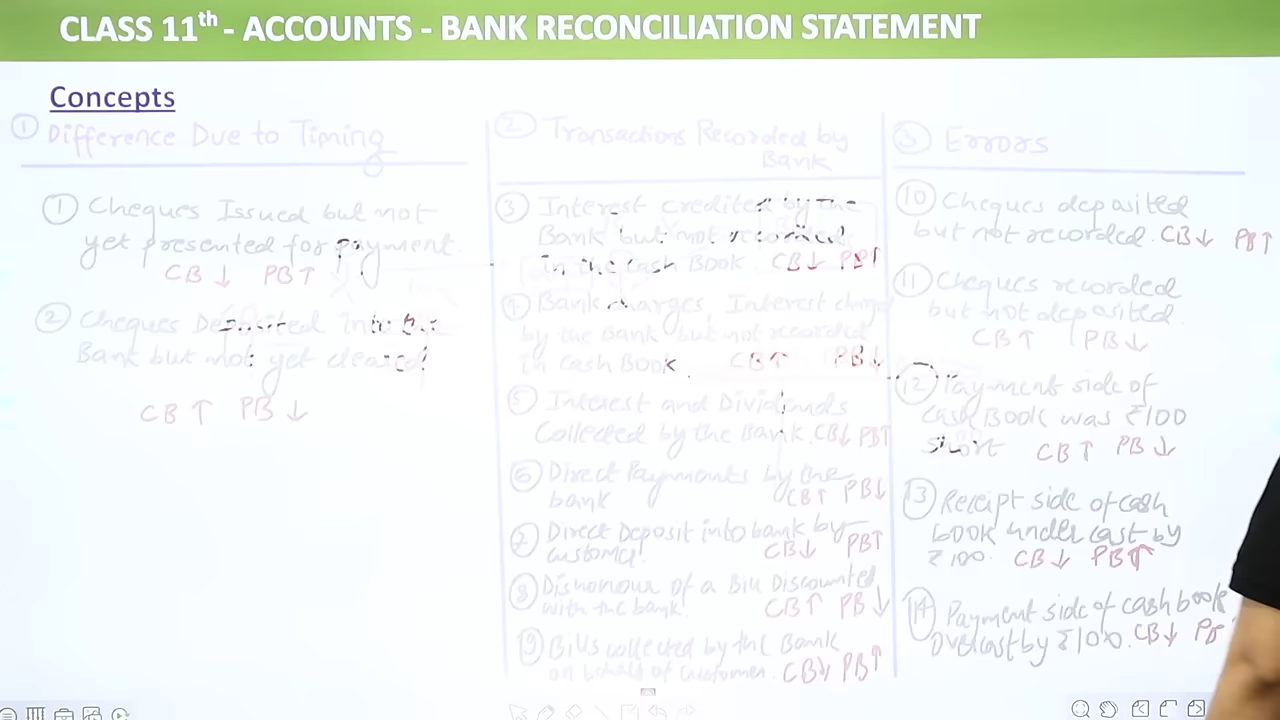 CLASS 11th - ACCOUNTS - BANK RECONCILIATION STATEMENT
Concepts
① Difference Due to Timing
① Cheques Issued but not
yet presented for payment.
CB ↓ PB ↑
② Cheques Deposited into the
Bank but not yet cleared
CB ↑ PB ↓
② Transactions Recorded by
Bank
③ Interest credited by the
Bank but not recorded
in the Cash Book. CB ↓ PB ↑
④ Bank charges, Interest charged
by the Bank but not recorded
in Cash Book. CB ↑ PB ↓
⑤ Interest and Dividends
Collected by the Bank. CB ↓ PB ↑
⑥ Direct Payments by the
bank CB ↑ PB ↓
⑦ Direct Deposit into bank by
customer. CB ↓ PB ↑
⑧ Dishonour of a Bill Discounted
with the bank. CB ↑ PB ↓
⑨ Bills collected by the Bank
on behalf of Customer. CB ↓ PB ↑
③ Errors
⑩ Cheques deposited
but not recorded. CB ↓ PB ↑
⑪ Cheques recorded
but not deposited.
CB ↑ PB ↓
⑫ Payment side of
Cash Book was ₹100
short CB ↑ PB ↓
⑬ Receipt side of cash
book under cast by
₹100. CB ↓ PB ↑
⑭ Payment side of cash book
overcast by ₹100. CB ↓ PB